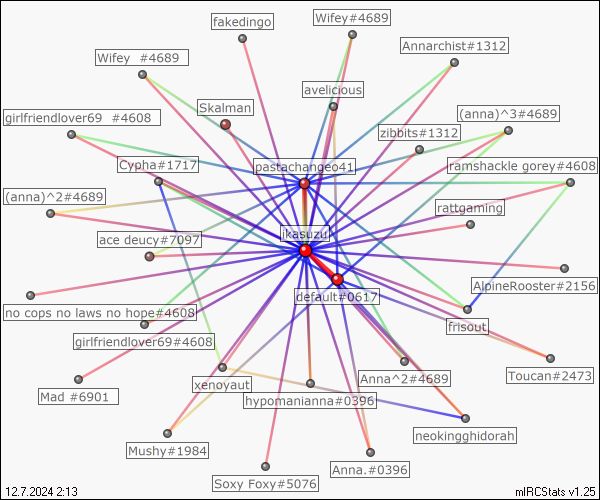 Wifey#4689
fakedingo
Annarchist#1312
Wifey  #4689
avelicious
Skalman
(anna)^3#4689
girlfriendlover69  #4608
zibbits#1312
Cypha#1717
pastachangeo41
ramshackle gorey#4608
(anna)^2#4689
rattgaming
jkasuzu
ace deucy#7097
AlpineRooster#2156
default#0617
no cops no laws no hope#4608
frisout
girlfriendlover69#4608
Toucan#2473
Anna^2#4689
xenoyaut
Mad #6901
hypomanianna#0396
neokingghidorah
Mushy#1984
Anna.#0396
Soxy Foxy#5076
12.7.2024 2:13
mIRCStats v1.25